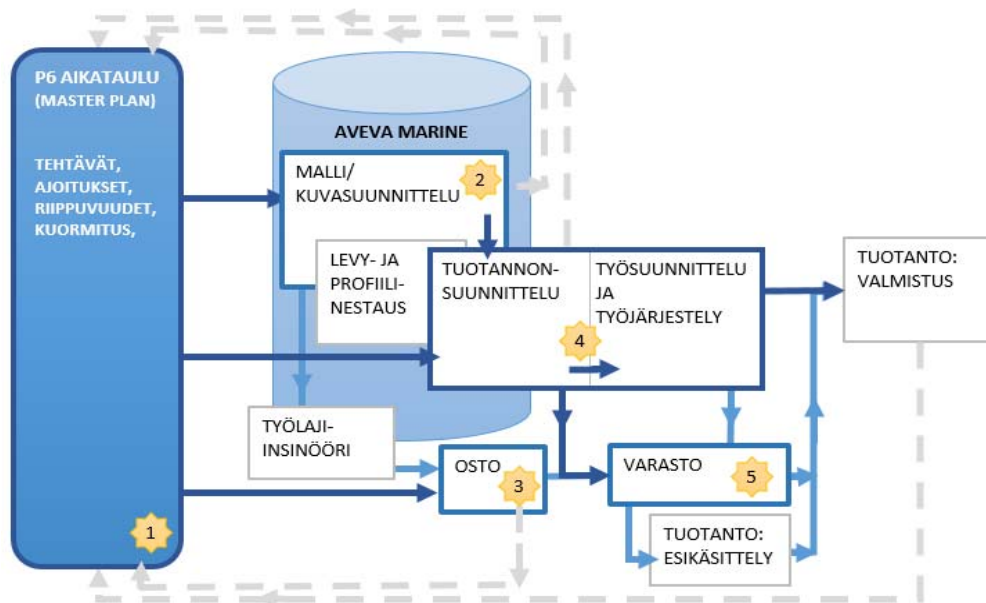 P6 AIKATAULU
(MASTER PLAN)
TEHTÄVÄT,
AJOITUKSET,
RIIPPUVUUDET,
KUORMITUS,
1
AVEVA MARINE
MALLI/
KUVASUUNNITTELU
2
LEVY- JA
PROFIILI-
NESTAUS
TUOTANNON-
SUUNNITTELU
TYÖSUUNNITTELU
JA
TYÖJÄRJESTELY
4
TUOTANTO:
VALMISTUS
TYÖLAJI-
INSINÖÖRI
OSTO
3
VARASTO
5
TUOTANTO:
ESIKÄSITTELY